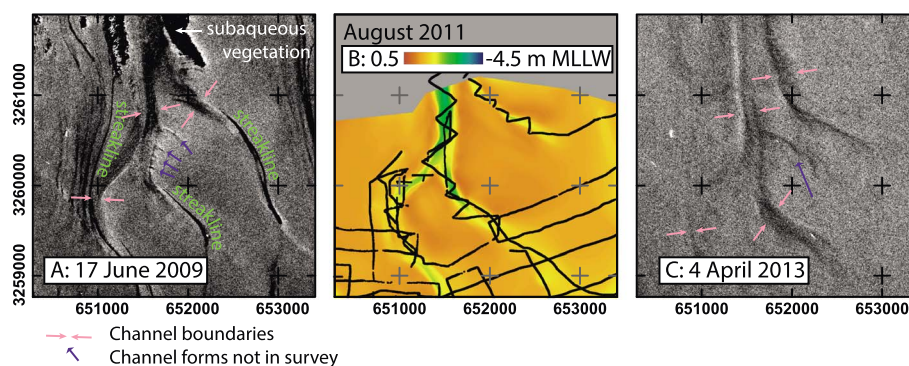 subaqueous
vegetation
streakline
streakline
streakline
A: 17 June 2009
August 2011
B: 0.5 -4.5 m MLLW
C: 4 April 2013
3261000
3260000
3259000
651000 652000 653000
651000 652000 653000
651000 652000 653000
Channel boundaries
Channel forms not in survey